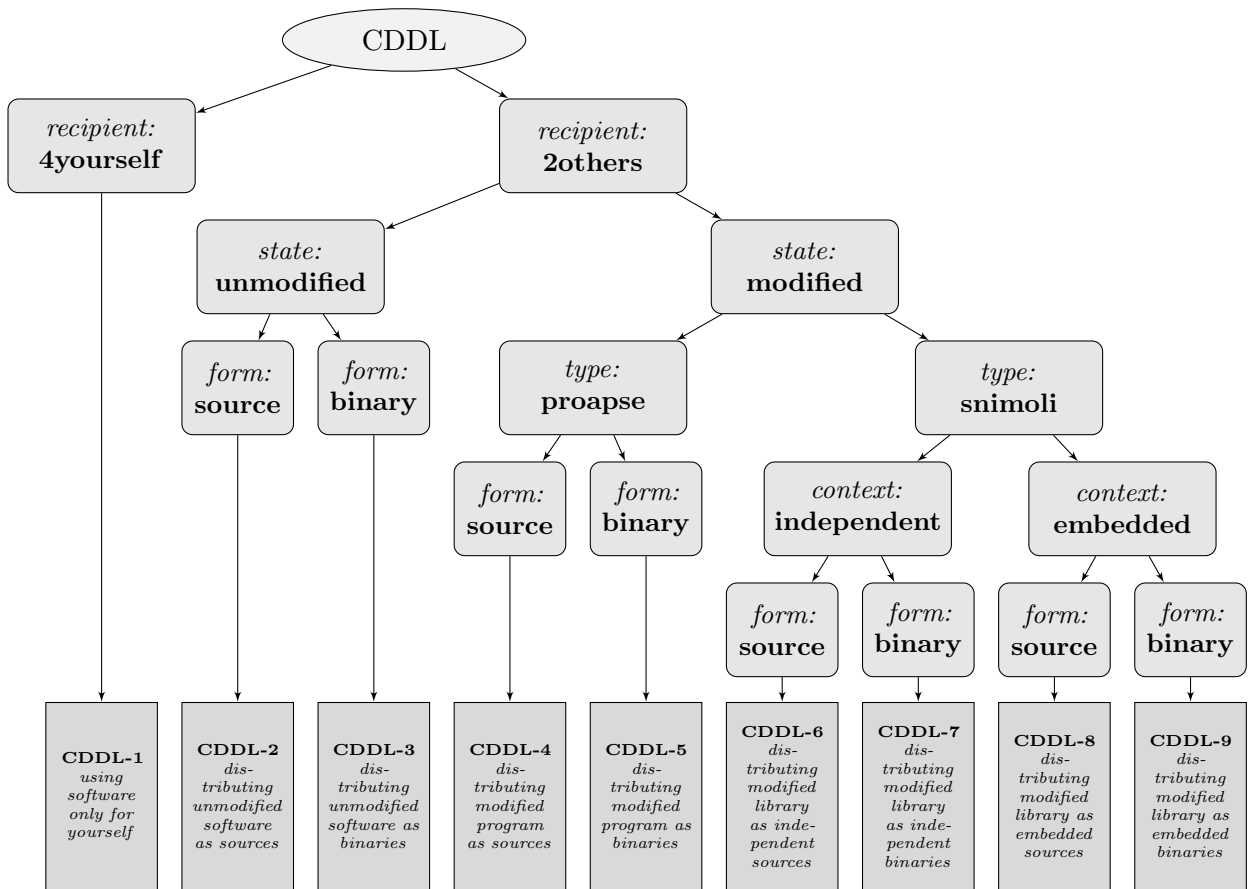 CDDL
recipient:
4yourself
recipient:
2others
state:
unmodified
state:
modified
form:
source
form:
binary
type:
proapse
type:
snimoli
form:
source
form:
binary
context:
independent
context:
embedded
form:
source
form:
binary
form:
source
form:
binary
CDDL-1
using
software
only for
yourself
CDDL-2
dis-
tributing
unmodified
software
as sources
CDDL-3
dis-
tributing
unmodified
software as
binaries
CDDL-4
dis-
tributing
modified
program
as sources
CDDL-5
dis-
tributing
modified
program as
binaries
CDDL-6
dis-
tributing
modified
library
as inde-
pendent
sources
CDDL-7
dis-
tributing
modified
library
as inde-
pendent
binaries
CDDL-8
dis-
tributing
modified
library as
embedded
sources
CDDL-9
dis-
tributing
modified
library as
embedded
binaries